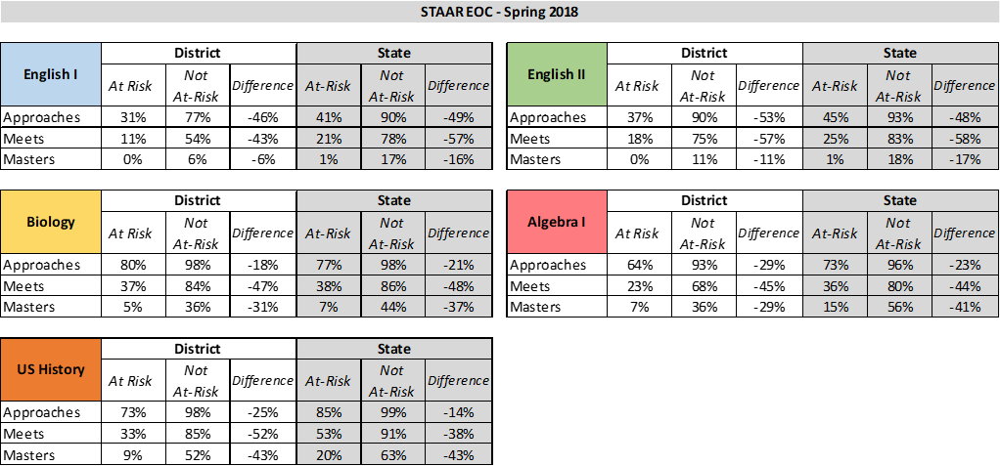 STAAR EOC - Spring 2018
English I District State
At Risk Not At-Risk Difference At-Risk Not At-Risk Difference
Approaches 31% 77% -46% 41% 90% -49%
Meets 11% 54% -43% 21% 78% -57%
Masters 0% 6% -6% 1% 17% -16%
English II District State
At Risk Not At-Risk Difference At-Risk Not At-Risk Difference
Approaches 37% 90% -53% 45% 93% -48%
Meets 18% 75% -57% 25% 83% -58%
Masters 0% 11% -11% 1% 18% -17%
Biology District State
At Risk Not At-Risk Difference At-Risk Not At-Risk Difference
Approaches 80% 98% -18% 77% 98% -21%
Meets 37% 84% -47% 38% 86% -48%
Masters 5% 36% -31% 7% 44% -37%
Algebra I District State
At Risk Not At-Risk Difference At-Risk Not At-Risk Difference
Approaches 64% 93% -29% 73% 96% -23%
Meets 23% 68% -45% 36% 80% -44%
Masters 7% 36% -29% 15% 56% -41%
US History District State
At Risk Not At-Risk Difference At-Risk Not At-Risk Difference
Approaches 73% 98% -25% 85% 99% -14%
Meets 33% 85% -52% 53% 91% -38%
Masters 9% 52% -43% 20% 63% -43%